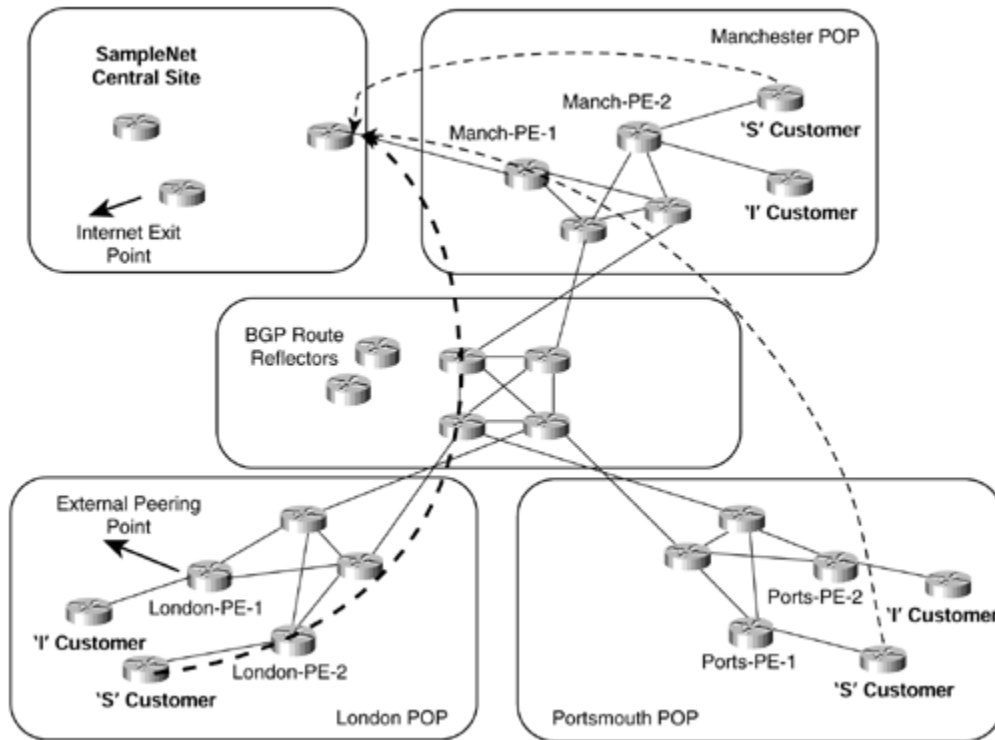 SampleNet
Central Site
Internet Exit
Point
Manchester POP
Manch-PE-2
Manch-PE-1
'S' Customer
'I' Customer
BGP Route
Reflectors
External Peering
Point
London-PE-1
'I' Customer
London-PE-2
'S' Customer
London POP
Ports-PE-2
'I' Customer
Ports-PE-1
'S' Customer
Portsmouth POP